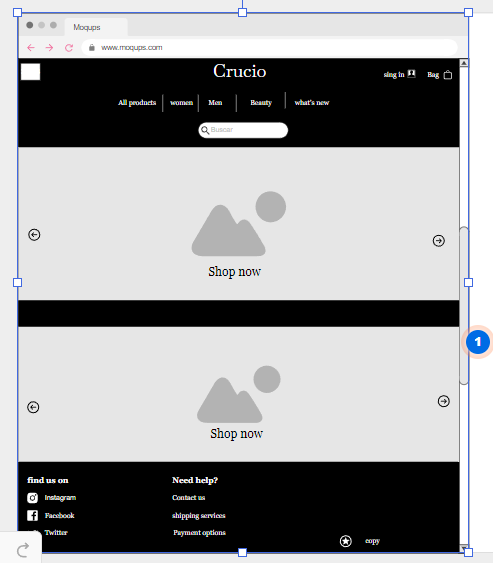 Moqups
www.moqups.com
Crucio
sing in
Bag
All products
women
Men
Beauty
what's new
Buscar
Shop now
1
Shop now
find us on
Need help?
Instagram
Contact us
Facebook
shipping services
Twitter
Payment options
copy